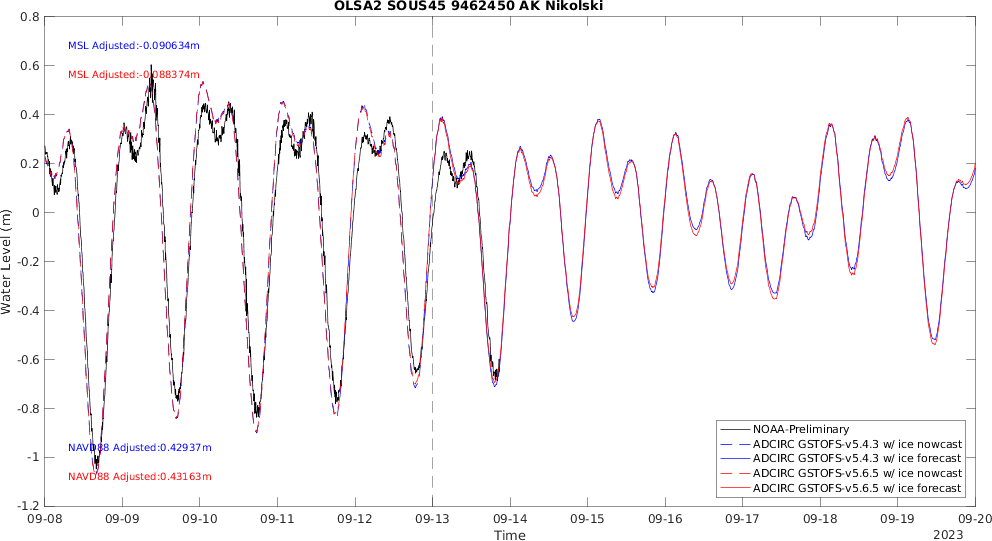 OLSA2 SOUS45 9462450 AK Nikolski
MSL Adjusted:-0.090634m
MSL Adjusted:-0.088374m
NAVD88 Adjusted:0.42937m
NAVD88 Adjusted:0.43163m
Water Level (m)
0.8
0.6
0.4
0.2
0
-0.2
-0.4
-0.6
-0.8
-1
-1.2
NOAA-Preliminary
ADCIRC GSTOFS-v5.4.3 w/ ice nowcast
ADCIRC GSTOFS-v5.4.3 w/ ice forecast
ADCIRC GSTOFS-v5.6.5 w/ ice nowcast
ADCIRC GSTOFS-v5.6.5 w/ ice forecast
09-08 09-09 09-10 09-11 09-12 09-13 09-14 09-15 09-16 09-17 09-18 09-19 09-20
Time
2023